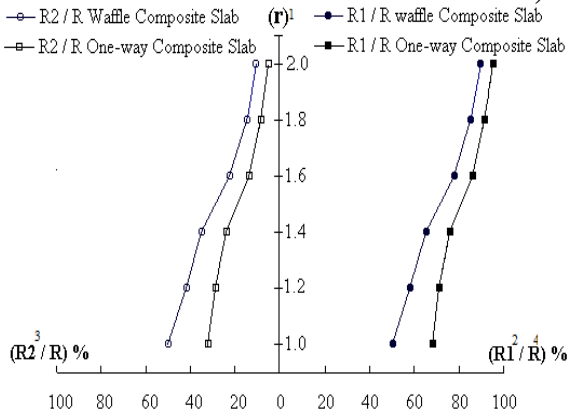 R2 / R Waffle Composite Slab (r)1 R1 / R waffle Composite Slab
R2 / R One-way Composite Slab R1 / R One-way Composite Slab
2.0
1.8
1.6
1.4
1.2
1.0
(R2 3 / R) % (R1 2 / R) 4 %
100 80 60 40 20 0 20 40 60 80 100